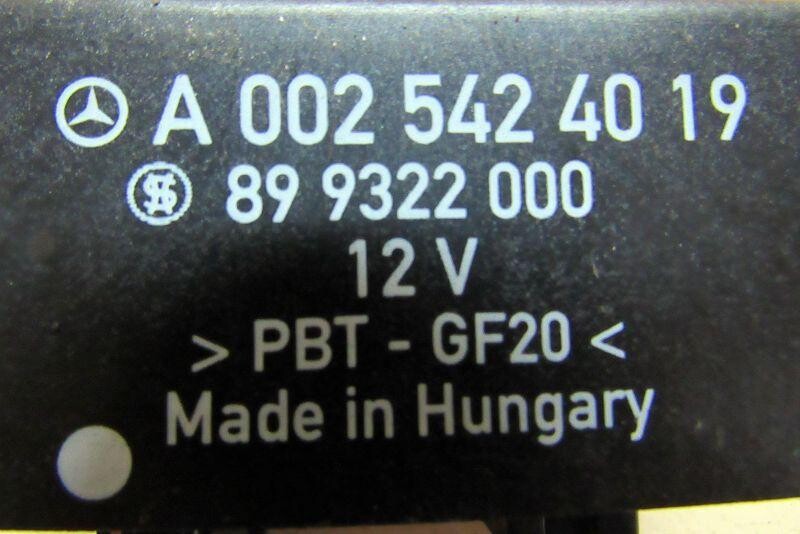 A 002 542 40 19
89 9322 000
12 V
> PBT - GF20 <
Made in Hungary